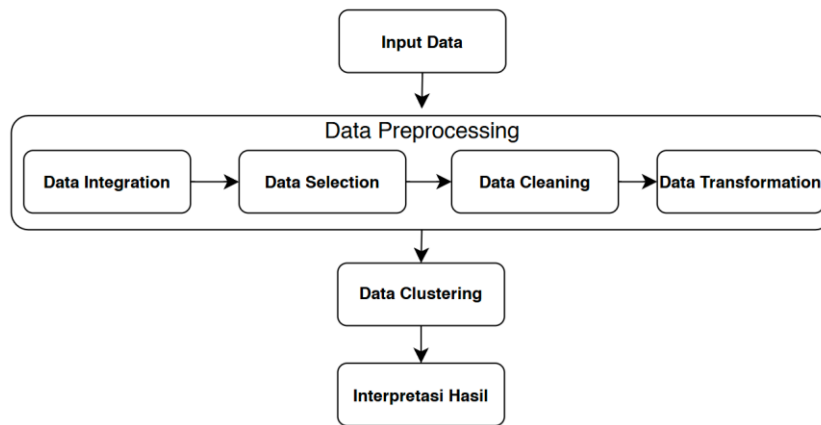 Input Data
Data Preprocessing
Data Integration
Data Selection
Data Cleaning
Data Transformation
Data Clustering
Interpretasi Hasil